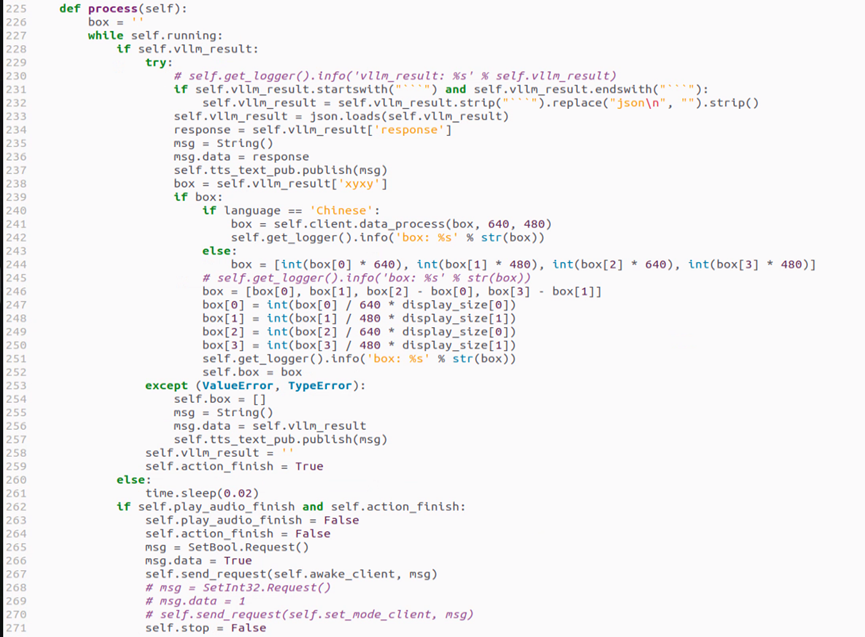 225     def process(self):
226         box = ''
227         while self.running:
228             if self.vllm_result:
229                 try:
230                     # self.get_logger().info('vllm_result: %s' % self.vllm_result)
231                     if self.vllm_result.startswith("```") and self.vllm_result.endswith("```"):
232                         self.vllm_result = self.vllm_result.strip("```").replace("json\n", "").strip()
233                     self.vllm_result = json.loads(self.vllm_result)
234                     response = self.vllm_result['response']
235                     msg = String()
236                     msg.data = response
237                     self.tts_text_pub.publish(msg)
238                     box = self.vllm_result['xyxy']
239                     if box:
240                         if language == 'Chinese':
241                             box = self.client.data_process(box, 640, 480)
242                             self.get_logger().info('box: %s' % str(box))
243                         else:
244                             box = [int(box[0] * 640), int(box[1] * 480), int(box[2] * 640), int(box[3] * 480)]
245                         # self.get_logger().info('box: %s' % str(box))
246                         box = [box[0], box[1], box[2] - box[0], box[3] - box[1]]
247                         box[0] = int(box[0] / 640 * display_size[0])
248                         box[1] = int(box[1] / 480 * display_size[1])
249                         box[2] = int(box[2] / 640 * display_size[0])
250                         box[3] = int(box[3] / 480 * display_size[1])
251                         self.get_logger().info('box: %s' % str(box))
252                         self.box = box
253                 except (ValueError, TypeError):
254                     self.box = []
255                     msg = String()
256                     msg.data = self.vllm_result
257                     self.tts_text_pub.publish(msg)
258                 self.vllm_result = ''
259                 self.action_finish = True
260             else:
261                 time.sleep(0.02)
262             if self.play_audio_finish and self.action_finish:
263                 self.play_audio_finish = False
264                 self.action_finish = False
265                 msg = SetBool.Request()
266                 msg.data = True
267                 self.send_request(self.awake_client, msg)
268                 # msg = SetInt32.Request()
269                 # msg.data = 1
270                 # self.send_request(self.set_mode_client, msg)
271                 self.stop = False